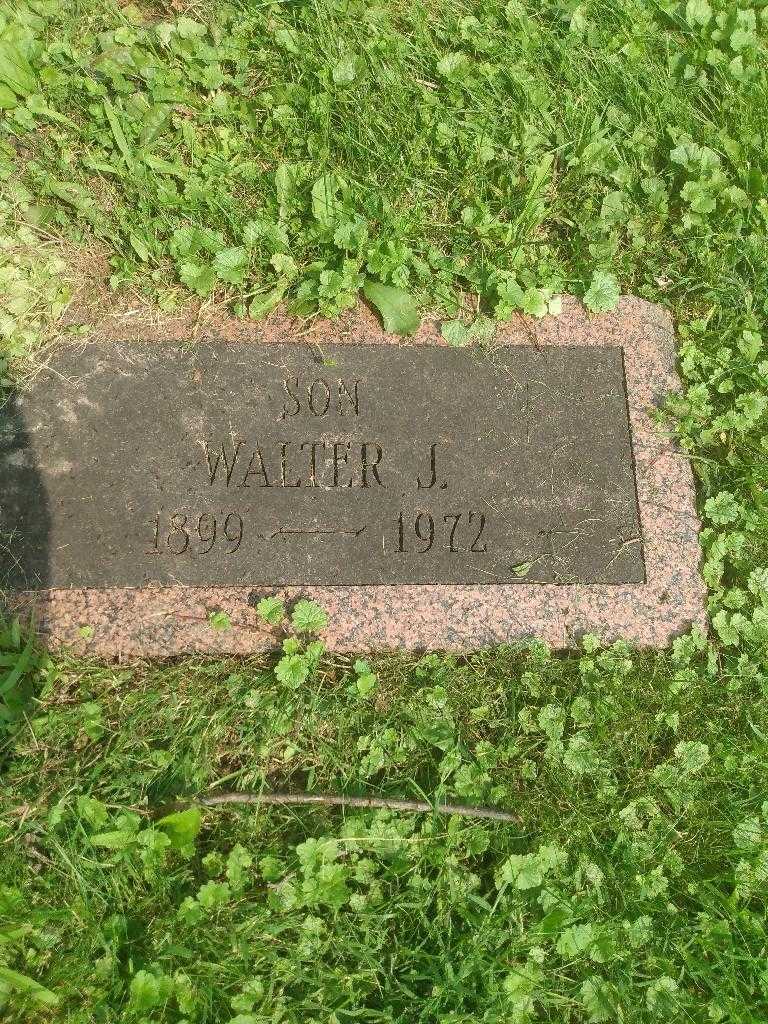 SON
WALTER J.
1899 — 1972